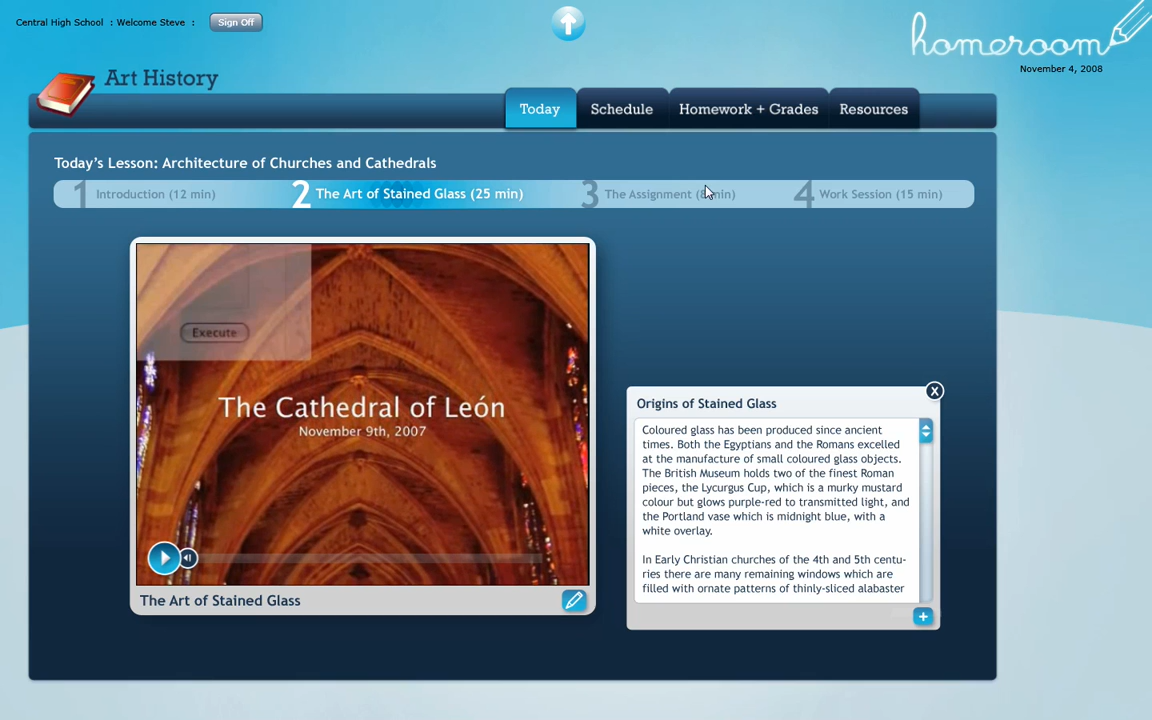 Central High School : Welcome Steve :
Sign Off
homeroom
November 4, 2008
Art History
Today
Schedule
Homework + Grades
Resources
Today's Lesson: Architecture of Churches and Cathedrals
1 Introduction (12 min)
2 The Art of Stained Glass (25 min)
3 The Assignment (8 min)
4 Work Session (15 min)
Execute
The Cathedral of León
November 9th, 2007
The Art of Stained Glass
X
Origins of Stained Glass
Coloured glass has been produced since ancient
times. Both the Egyptians and the Romans excelled
at the manufacture of small coloured glass objects.
The British Museum holds two of the finest Roman
pieces, the Lycurgus Cup, which is a murky mustard
colour but glows purple-red to transmitted light, and
the Portland vase which is midnight blue, with a
white overlay.
In Early Christian churches of the 4th and 5th centu-
ries there are many remaining windows which are
filled with ornate patterns of thinly-sliced alabaster